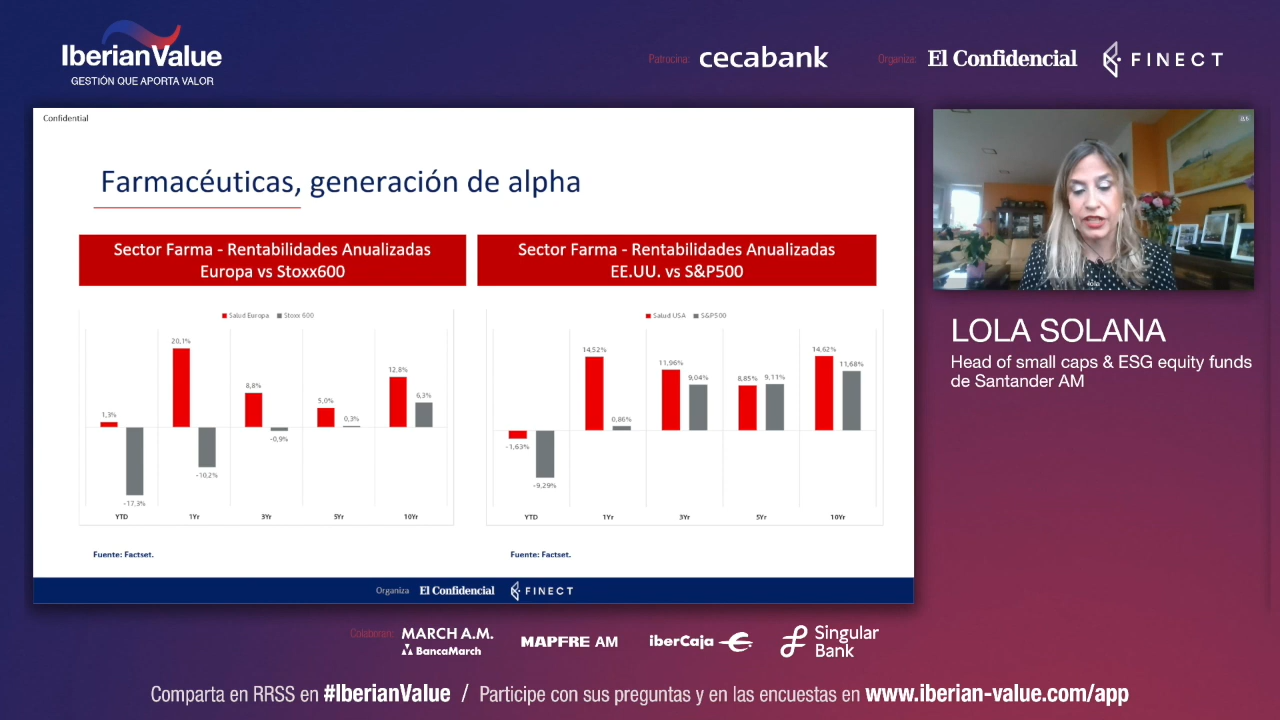 IberianValue
GESTIÓN QUE APORTA VALOR
Patrocina: cecabank
Organiza: El Confidencial FINECT
Confidential
Farmacéuticas, generación de alpha
Sector Farma - Rentabilidades Anualizadas
Europa vs Stoxx600
Salud Europa Stoxx 600
20,1%
12,8%
8,8%
6,3%
5,0%
1,3%
0,3%
-0,9%
-10,2%
-17,3%
YTD 1Yr 3Yr 5Yr 10Yr
Fuente: Factset.
Sector Farma - Rentabilidades Anualizadas
EE.UU. vs S&P500
Salud USA S&P500
14,52% 14,62%
11,96% 11,68%
9,04% 8,85% 9,11%
0,86%
-1,63%
-9,29%
YTD 1Yr 3Yr 5Yr 10Yr
Fuente: Factset.
Organiza El Confidencial FINECT
LOLA SOLANA
Head of small caps & ESG equity funds
de Santander AM
Colaboran: MARCH A.M.
BancaMarch
MAPFRE AM
iberCaja
Singular
Bank
Comparta en RRSS en #IberianValue / Participe con sus preguntas y en las encuestas en www.iberian-value.com/app